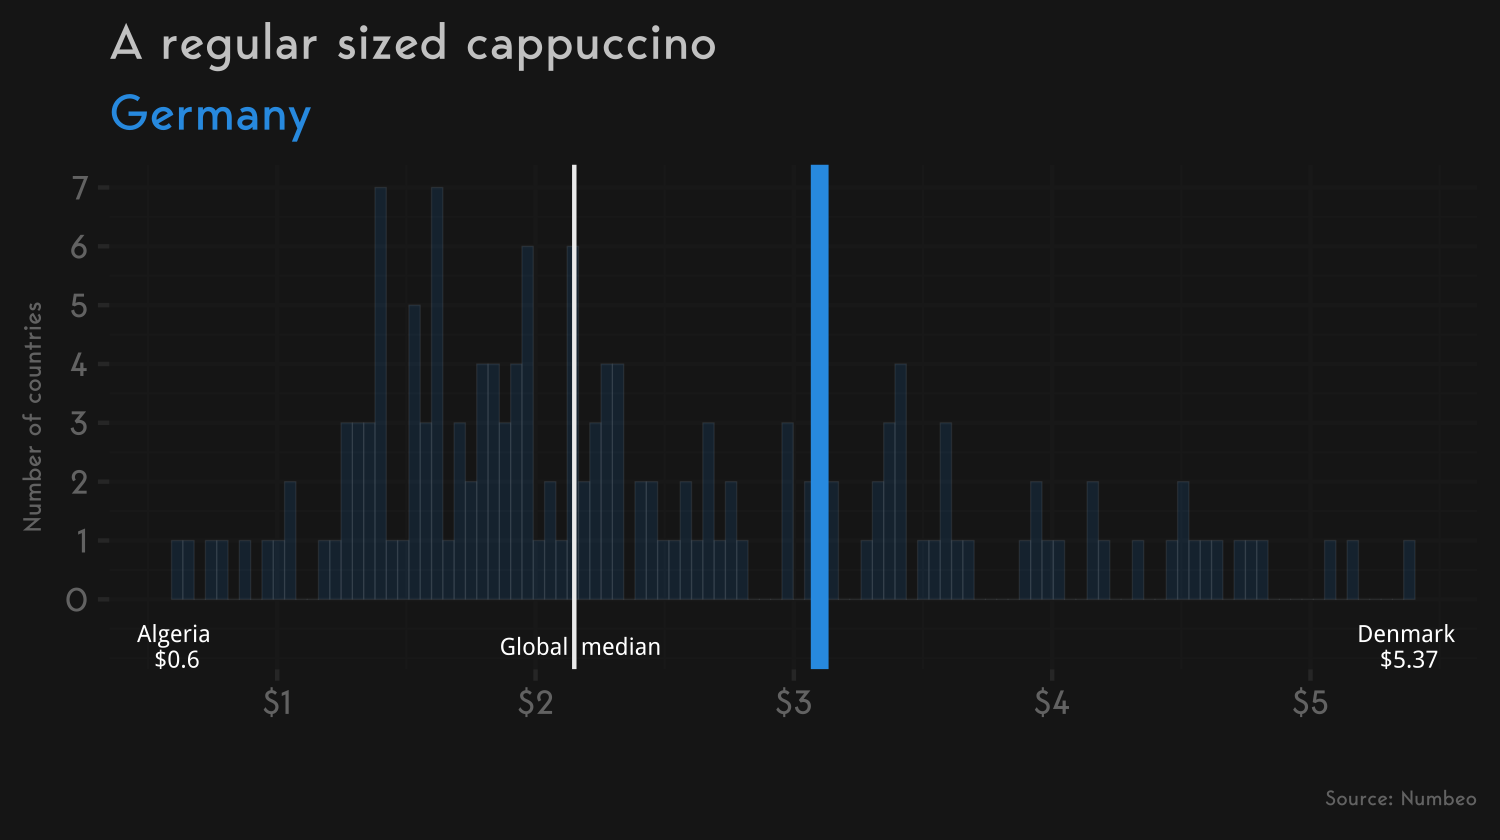 A regular sized cappuccino
Germany
Number of countries
7
6
5
4
3
2
1
0
Algeria
$0.6
Global median
Denmark
$5.37
$1 $2 $3 $4 $5
Source: Numbeo